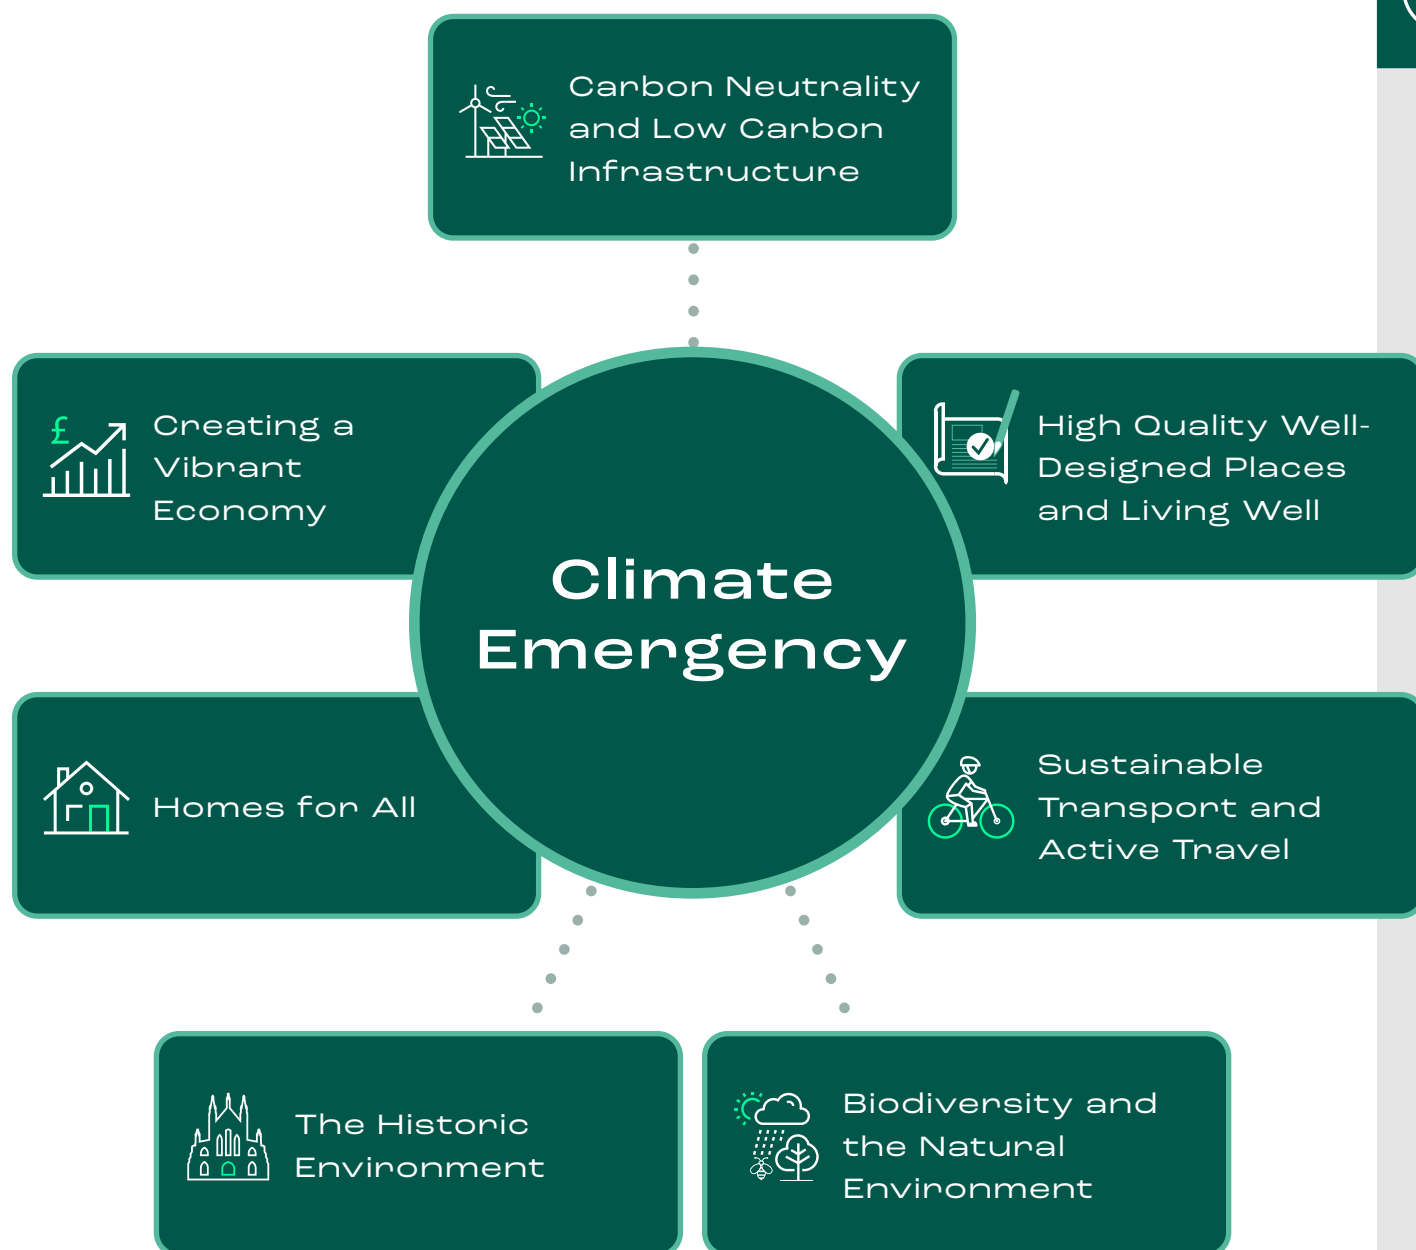 Carbon Neutrality
and Low Carbon
Infrastructure
Creating a
Vibrant
Economy
£
High Quality Well-
Designed Places
and Living Well
Climate
Emergency
Homes for All
Sustainable
Transport and
Active Travel
The Historic
Environment
Biodiversity and
the Natural
Environment